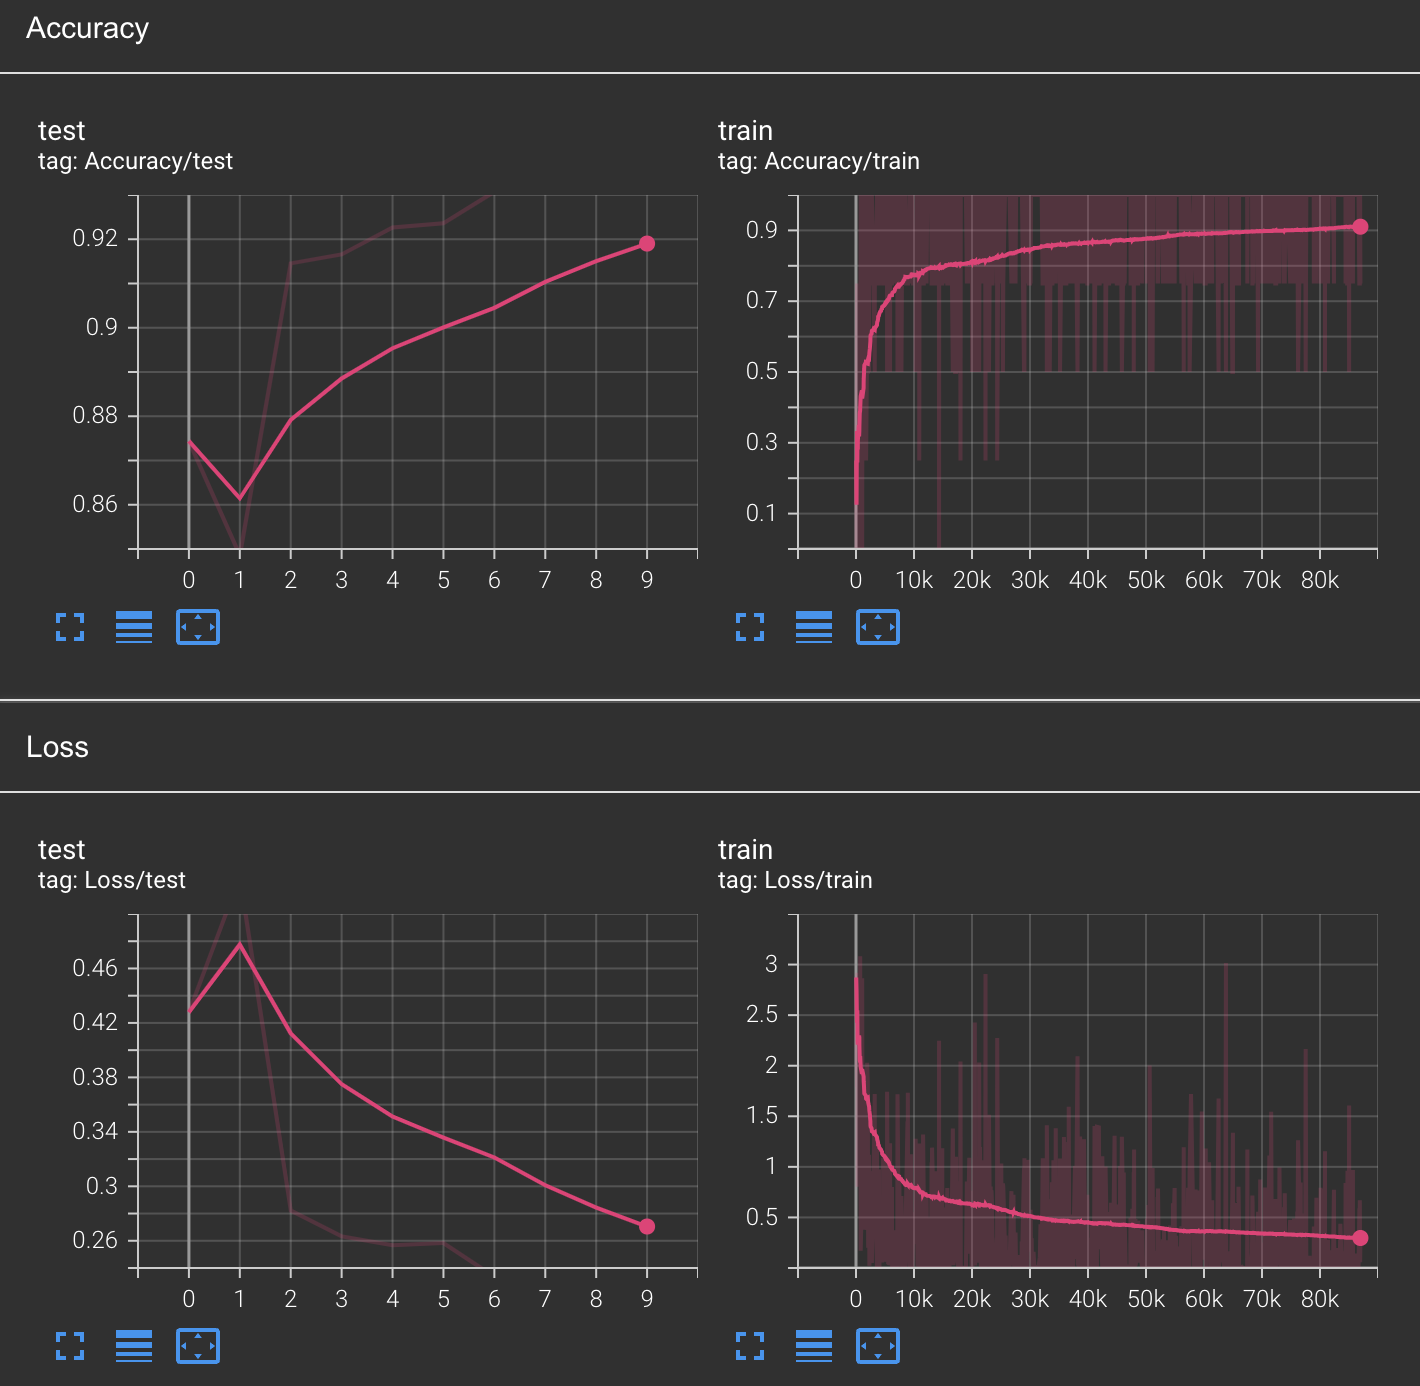 Accuracy
test
tag: Accuracy/test
0.92
0.9
0.88
0.86
0 1 2 3 4 5 6 7 8 9
train
tag: Accuracy/train
0.9
0.7
0.5
0.3
0.1
0 10k 20k 30k 40k 50k 60k 70k 80k
Loss
test
tag: Loss/test
0.46
0.42
0.38
0.34
0.3
0.26
0 1 2 3 4 5 6 7 8 9
train
tag: Loss/train
3
2.5
2
1.5
1
0.5
0 10k 20k 30k 40k 50k 60k 70k 80k